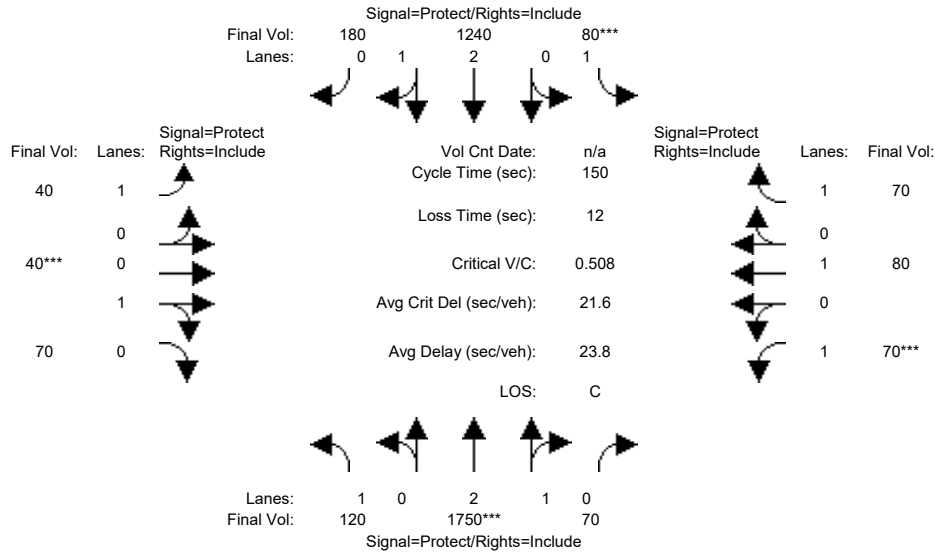 Signal=Protect/Rights=Include
Final Vol: 180 1240 80***
Lanes: 0 1 2 0 1
Signal=Protect Signal=Protect
Final Vol: Lanes: Rights=Include Vol Cnt Date: n/a Rights=Include Lanes: Final Vol:
Cycle Time (sec): 150
40 1 1 70
Loss Time (sec): 12
0 0
40*** 0 Critical V/C: 0.508 1 80
1 Avg Crit Del (sec/veh): 21.6 0
70 0 Avg Delay (sec/veh): 23.8 1 70***
LOS: C
Lanes: 1 0 2 1 0
Final Vol: 120 1750*** 70
Signal=Protect/Rights=Include